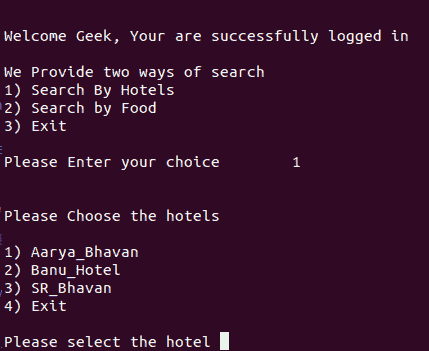 Welcome Geek, Your are successfully logged in
We Provide two ways of search
1) Search By Hotels
2) Search by Food
3) Exit
Please Enter your choice 1
Please Choose the hotels
1) Aarya_Bhavan
2) Banu_Hotel
3) SR_Bhavan
4) Exit
Please select the hotel